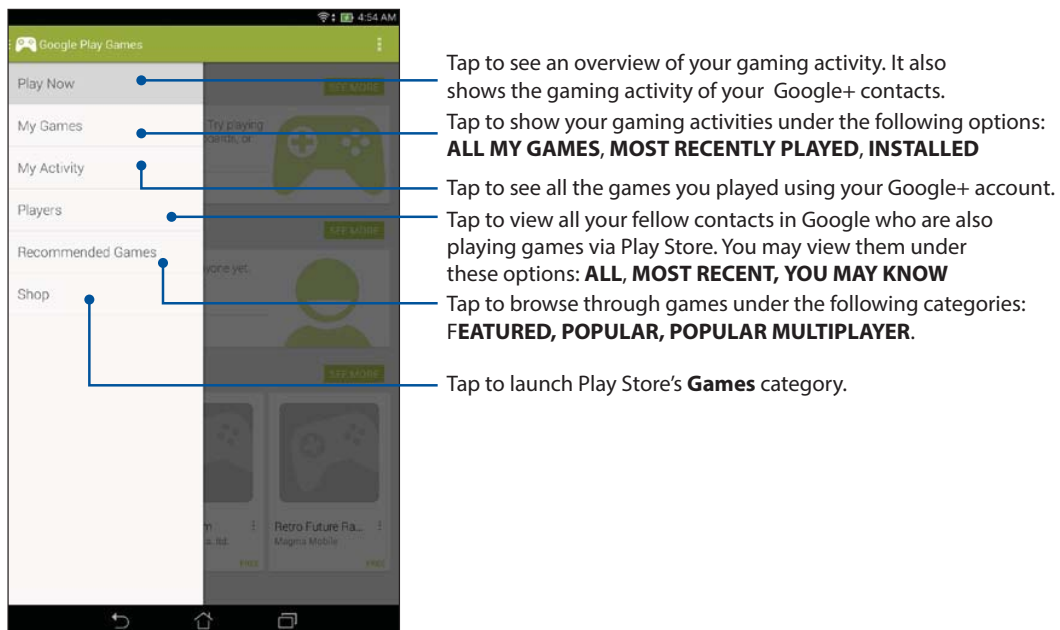 4:54 AM
Google Play Games
Play Now
My Games
My Activity
Players
Recommended Games
Shop
SEE MORE
Try playing
SEE MORE
yone yet.
SEE MORE
Retro Future Ra...
Magma Mobile
FREE
FREE
Tap to see an overview of your gaming activity. It also
shows the gaming activity of your Google+ contacts.
Tap to show your gaming activities under the following options:
ALL MY GAMES, MOST RECENTLY PLAYED, INSTALLED
Tap to see all the games you played using your Google+ account.
Tap to view all your fellow contacts in Google who are also
playing games via Play Store. You may view them under
these options: ALL, MOST RECENT, YOU MAY KNOW
Tap to browse through games under the following categories:
FEATURED, POPULAR, POPULAR MULTIPLAYER.
Tap to launch Play Store’s Games category.